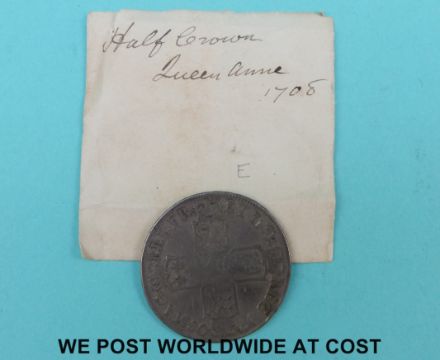 Half Crown
Queen Anne
1708
E
WE POST WORLDWIDE AT COST